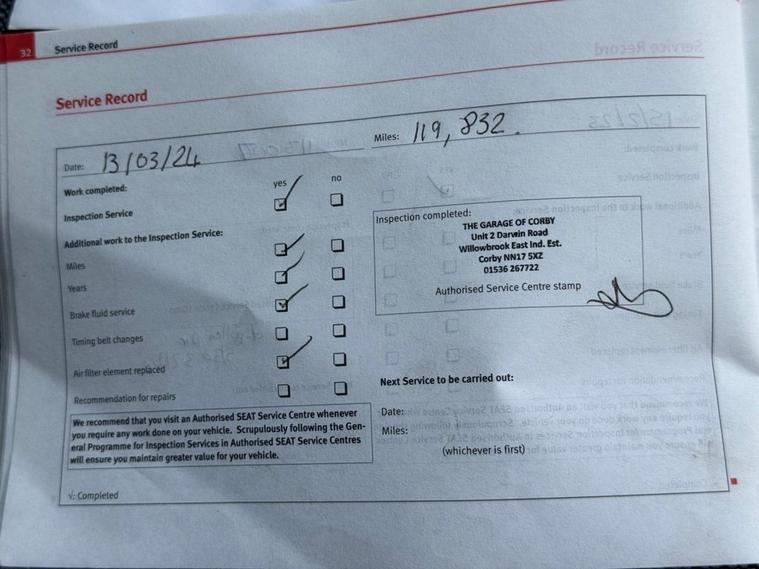 32
Service Record
Service Record
Date: 13/03/24
Miles: 119,832.
Work completed:
yes
no
Inspection Service
Additional work to the Inspection Service:
Miles
Years
Brake fluid service
Timing belt changes
Air filter element replaced
Recommendation for repairs
Inspection completed:
THE GARAGE OF CORBY
Unit 2 Darwin Road
Willowbrook East Ind. Est.
Corby NN17 5XZ
01536 267722
Authorised Service Centre stamp
We recommend that you visit an Authorised SEAT Service Centre whenever
you require any work done on your vehicle. Scrupulously following the Gen-
eral Programme for Inspection Services in Authorised SEAT Service Centres
will ensure you maintain greater value for your vehicle.
Next Service to be carried out:
Date:
Miles:
(whichever is first)
√: Completed